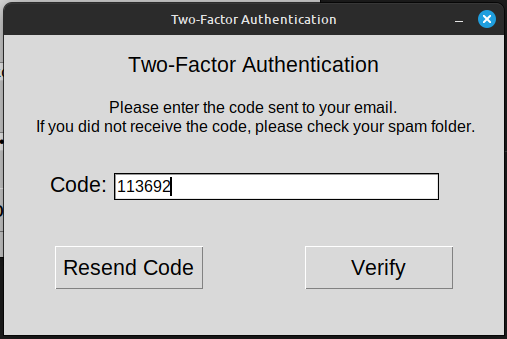 Two-Factor Authentication
Two-Factor Authentication
Please enter the code sent to your email.
If you did not receive the code, please check your spam folder.
Code: 113692
Resend Code
Verify